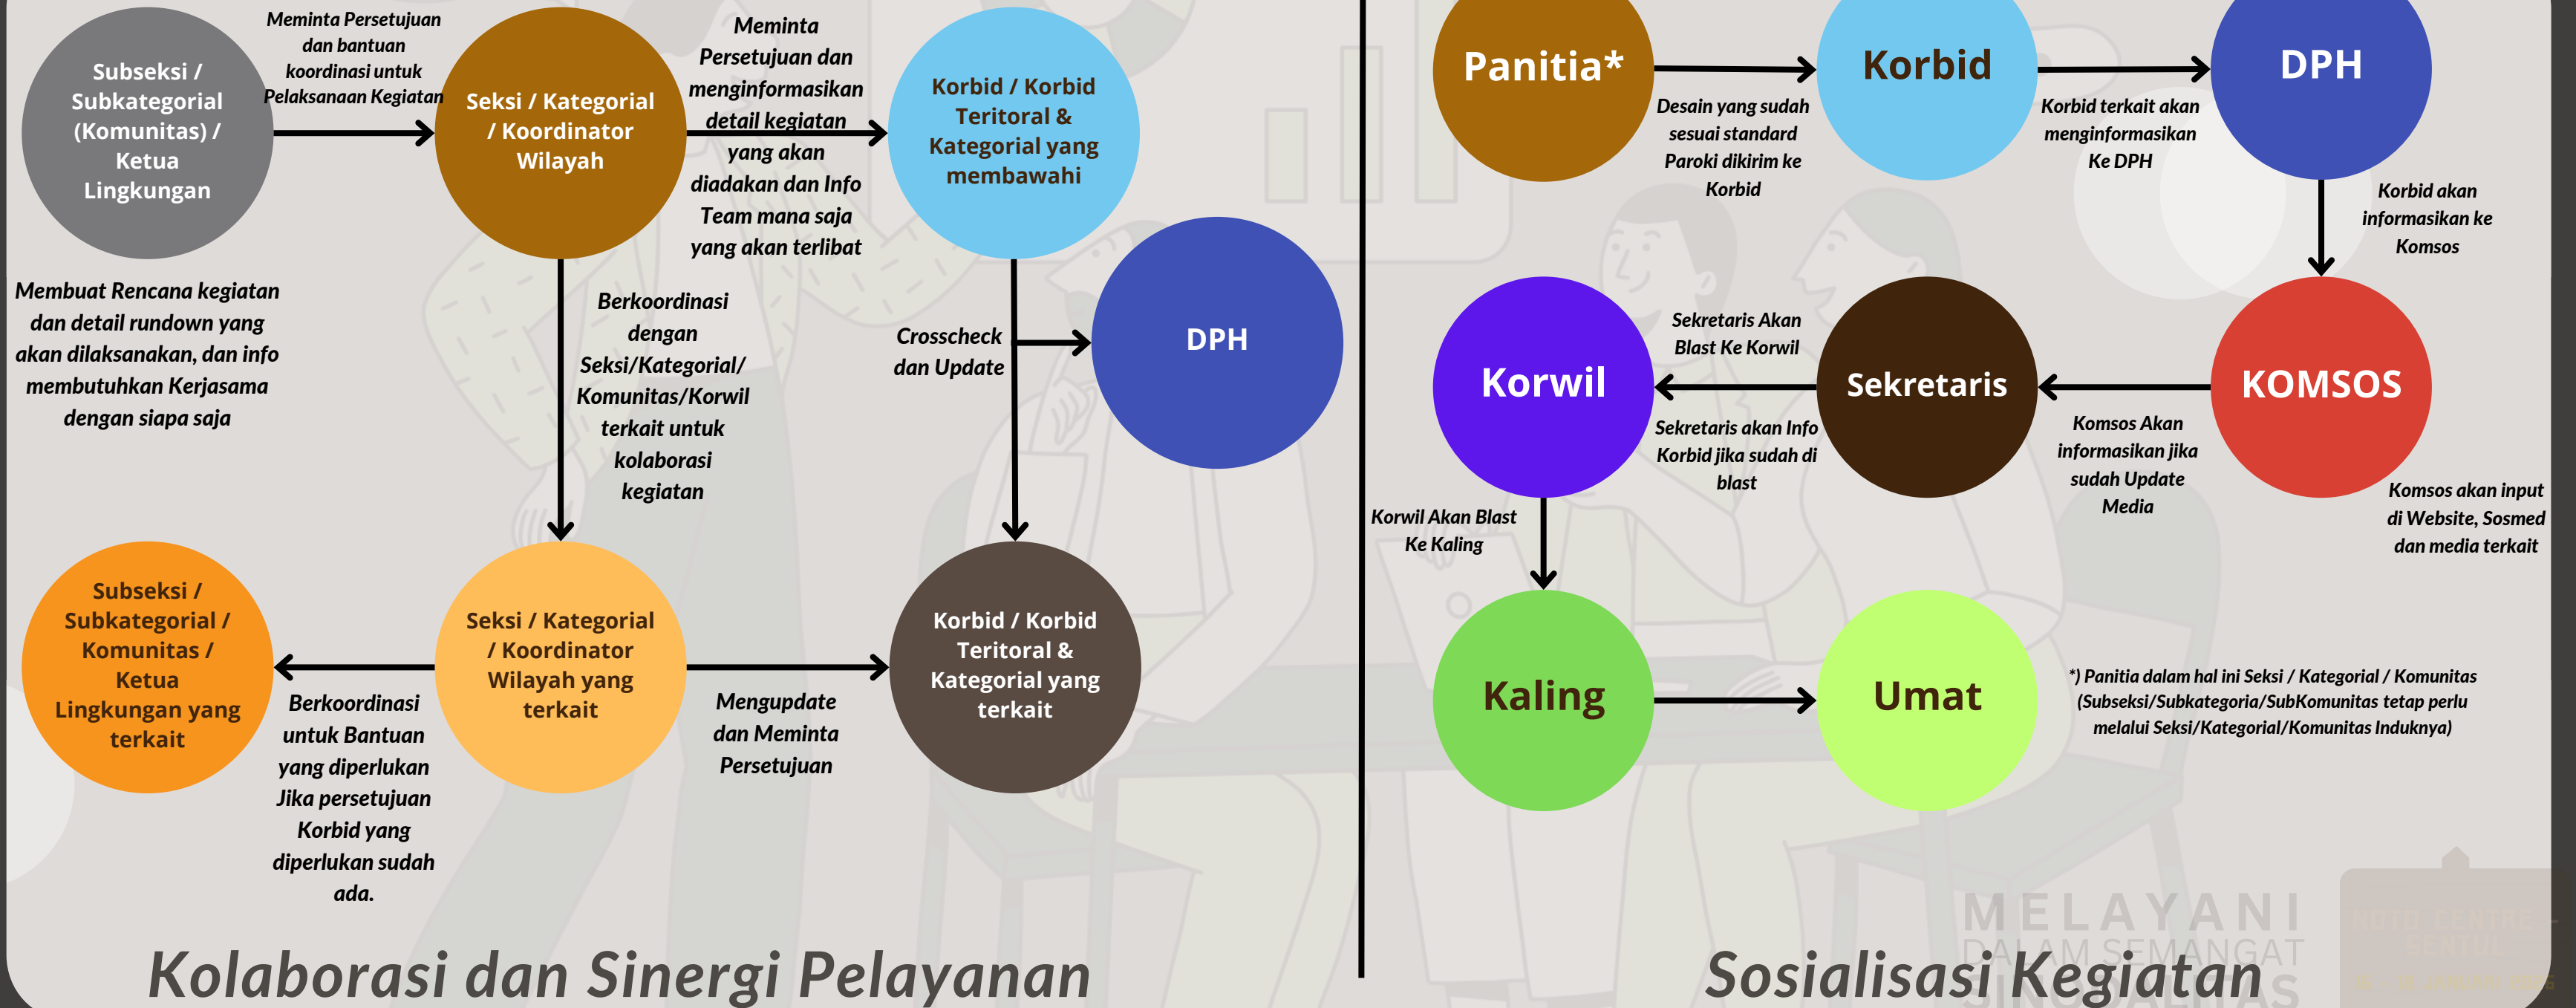 Subseksi /
Subkategorial
(Komunitas) /
Ketua
Lingkungan
Meminta Persetujuan
dan bantuan
koordinasi untuk
Pelaksanaan Kegiatan
Seksi / Kategorial
/ Koordinator
Wilayah
Meminta
Persetujuan dan
menginformasikan
detail kegiatan
yang akan
diadakan dan Info
Team mana saja
yang akan terlibat
Korbid / Korbid
Teritoral &
Kategorial yang
membawahi
Membuat Rencana kegiatan
dan detail rundown yang
akan dilaksanakan, dan info
membutuhkan Kerjasama
dengan siapa saja
Berkoordinasi
dengan
Seksi/Kategorial/
Komunitas/Korwil
terkait untuk
kolaborasi
kegiatan
Crosscheck
dan Update
DPH
Subseksi /
Subkategorial /
Komunitas /
Ketua
Lingkungan yang
terkait
Berkoordinasi
untuk Bantuan
yang diperlukan
Jika persetujuan
Korbid yang
diperlukan sudah
ada.
Seksi / Kategorial
/ Koordinator
Wilayah yang
terkait
Mengupdate
dan Meminta
Persetujuan
Korbid / Korbid
Teritoral &
Kategorial yang
terkait
Kolaborasi dan Sinergi Pelayanan
Panitia*
Desain yang sudah
sesuai standard
Paroki dikirim ke
Korbid
Korbid
Korbid terkait akan
menginformasikan
Ke DPH
DPH
Korbid akan
informasikan ke
Komsos
KOMSOS
Komsos akan input
di Website, Sosmed
dan media terkait
Komsos Akan
informasikan jika
sudah Update
Media
Sekretaris
Sekretaris Akan
Blast Ke Korwil
Sekretaris akan Info
Korbid jika sudah di
blast
Korwil
Korwil Akan Blast
Ke Kaling
Kaling
Umat
*) Panitia dalam hal ini Seksi / Kategorial / Komunitas
(Subseksi/Subkategoria/SubKomunitas tetap perlu
melalui Seksi/Kategorial/Komunitas Induknya)
MELAYANI
DALAM SEMANGAT
SINODALITAS
Sosialisasi Kegiatan